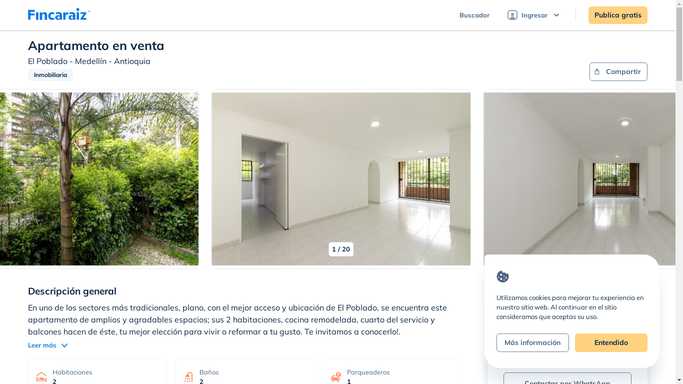 Fincaraiz
Buscador
Ingresar
Publica gratis
Apartamento en venta
El Poblado - Medellín - Antioquia
Inmobiliaria
Compartir
1 / 20
Descripción general
En uno de los sectores más tradicionales, plano, con el mejor acceso y ubicación de El Poblado, se encuentra este
apartamento de amplios y agradables espacios; sus 2 habitaciones, cocina remodelada, cuarto del servicio y
balcones hacen de éste, tu mejor elección para vivir o reformar a tu gusto. Te invitamos a conocerlo!.
Leer más
Habitaciones
2
Baños
2
Parqueaderos
1
Utilizamos cookies para mejorar tu experiencia en
nuestro sitio web. Al continuar en el sitio
consideramos que aceptas su uso.
Más información
Entendido
Contactar por WhatsApp